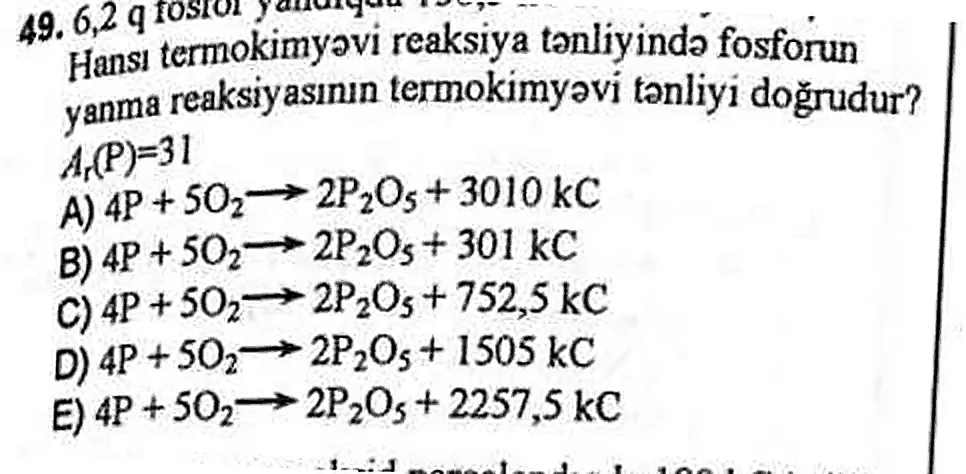 49. 6,2 q fosfor yandıqda
Hansı termokimyəvi reaksiya tənliyində fosforun
yanma reaksiyasının termokimyəvi tənliyi doğrudur?
Aᵣ(P)=31
A) 4P + 5O₂ ⟶ 2P₂O₅ + 3010 kC
B) 4P + 5O₂ ⟶ 2P₂O₅ + 301 kC
C) 4P + 5O₂ ⟶ 2P₂O₅ + 752,5 kC
D) 4P + 5O₂ ⟶ 2P₂O₅ + 1505 kC
E) 4P + 5O₂ ⟶ 2P₂O₅ + 2257,5 kC